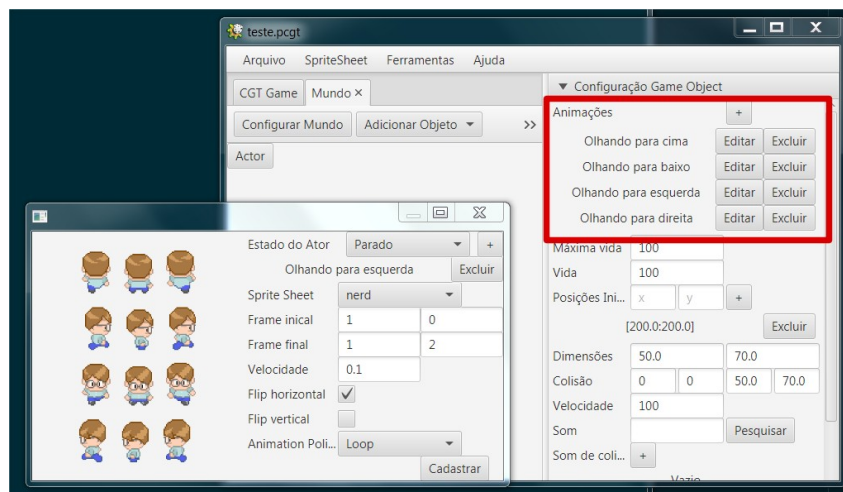 teste.pcgt
Arquivo SpriteSheet Ferramentas Ajuda
CGT Game Mundo ×
Configurar Mundo Adicionar Objeto >>
Actor
Configuração Game Object
Animações +
Olhando para cima Editar Excluir
Olhando para baixo Editar Excluir
Olhando para esquerda Editar Excluir
Olhando para direita Editar Excluir
Máxima vida 100
Vida 100
Posições Ini... x y +
[200.0:200.0] Excluir
Dimensões 50.0 70.0
Colisão 0 0 50.0 70.0
Velocidade 100
Som Pesquisar
Som de coli... +
Vazio
Estado do Ator Parado +
Olhando para esquerda Excluir
Sprite Sheet nerd
Frame inical 1 0
Frame final 1 2
Velocidade 0.1
Flip horizontal
Flip vertical
Animation Poli... Loop
Cadastrar